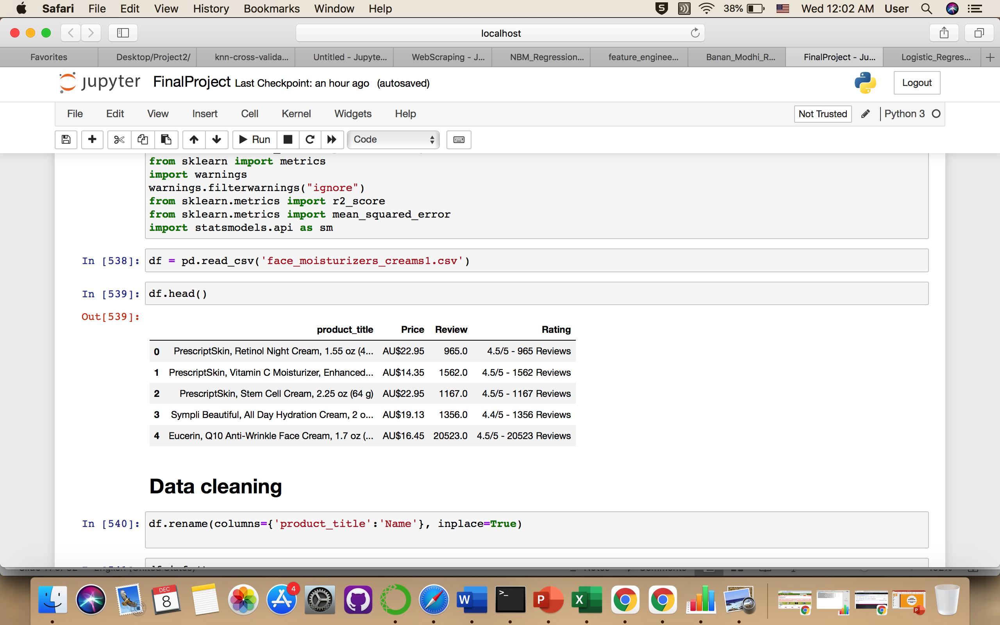 Safari File Edit View History Bookmarks Window Help 38% Wed 12:02 AM User
localhost
Favorites Desktop/Project2/ knn-cross-valida... Untitled - Jupyte... WebScraping - J... NBM_Regression... feature_enginee... Banan_Modhi_R... FinalProject - Ju... Logistic_Regres...
jupyter FinalProject Last Checkpoint: an hour ago (autosaved) Logout
File Edit View Insert Cell Kernel Widgets Help Not Trusted Python 3
Run Code
from sklearn import metrics
import warnings
warnings.filterwarnings("ignore")
from sklearn.metrics import r2_score
from sklearn.metrics import mean_squared_error
import statsmodels.api as sm
In [538]: df = pd.read_csv('face_moisturizers_creams1.csv')
In [539]: df.head()
Out[539]:
product_title Price Review Rating
0 PrescriptSkin, Retinol Night Cream, 1.55 oz (4... AU$22.95 965.0 4.5/5 - 965 Reviews
1 PrescriptSkin, Vitamin C Moisturizer, Enhanced... AU$14.35 1562.0 4.5/5 - 1562 Reviews
2 PrescriptSkin, Stem Cell Cream, 2.25 oz (64 g) AU$22.95 1167.0 4.5/5 - 1167 Reviews
3 Sympli Beautiful, All Day Hydration Cream, 2 o... AU$19.13 1356.0 4.4/5 - 1356 Reviews
4 Eucerin, Q10 Anti-Wrinkle Face Cream, 1.7 oz (... AU$16.45 20523.0 4.5/5 - 20523 Reviews
Data cleaning
In [540]: df.rename(columns={'product_title':'Name'}, inplace=True)
4
DEC
8
W
P
X